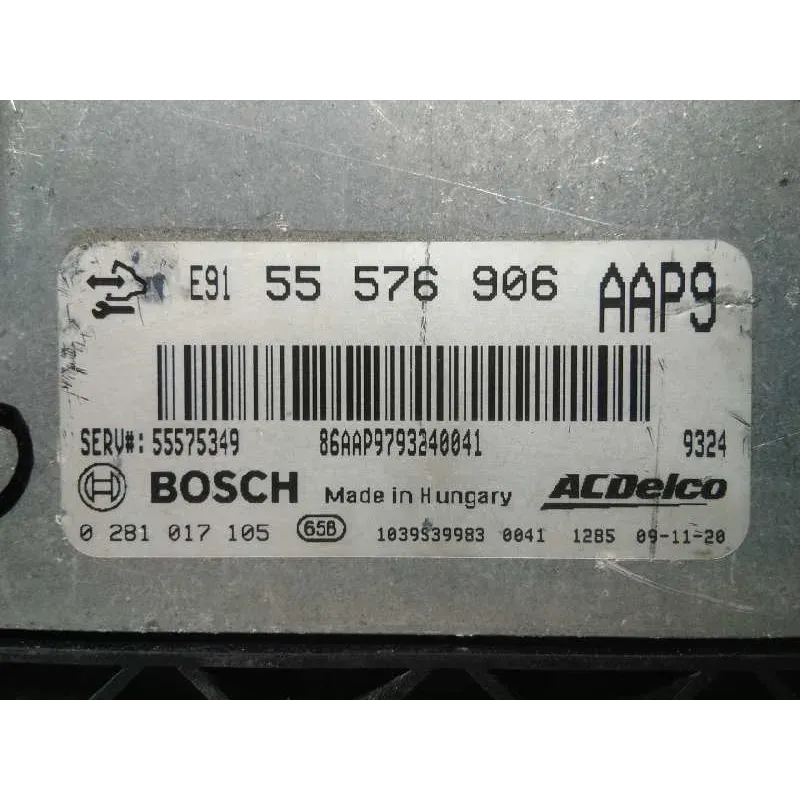 E91 55 576 906 AAP9
SERV#: 55575349 86AAP9793240041 9324
BOSCH Made in Hungary ACDelco
0 281 017 105 65B 1039S39983 0041 1285 09-11-20